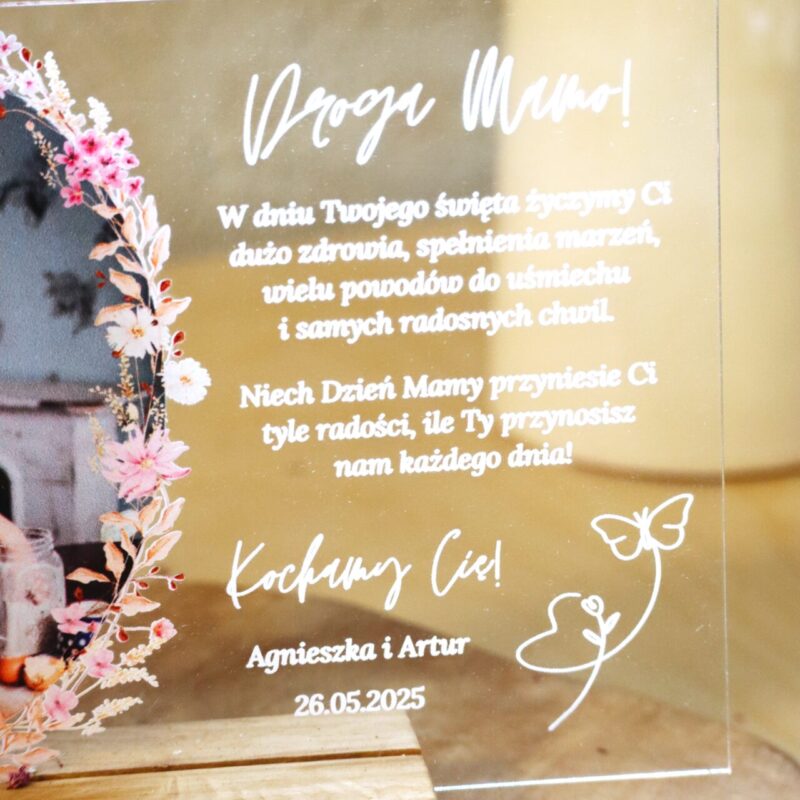 Droga Mamo!
W dniu Twojego święta życzymy Ci
dużo zdrowia, spełnienia marzeń,
wielu powodów do uśmiechu
i samych radosnych chwil.
Niech Dzień Mamy przyniesie Ci
tyle radości, ile Ty przynosisz
nam każdego dnia!
Kochamy Cię!
Agnieszka i Artur
26.05.2025